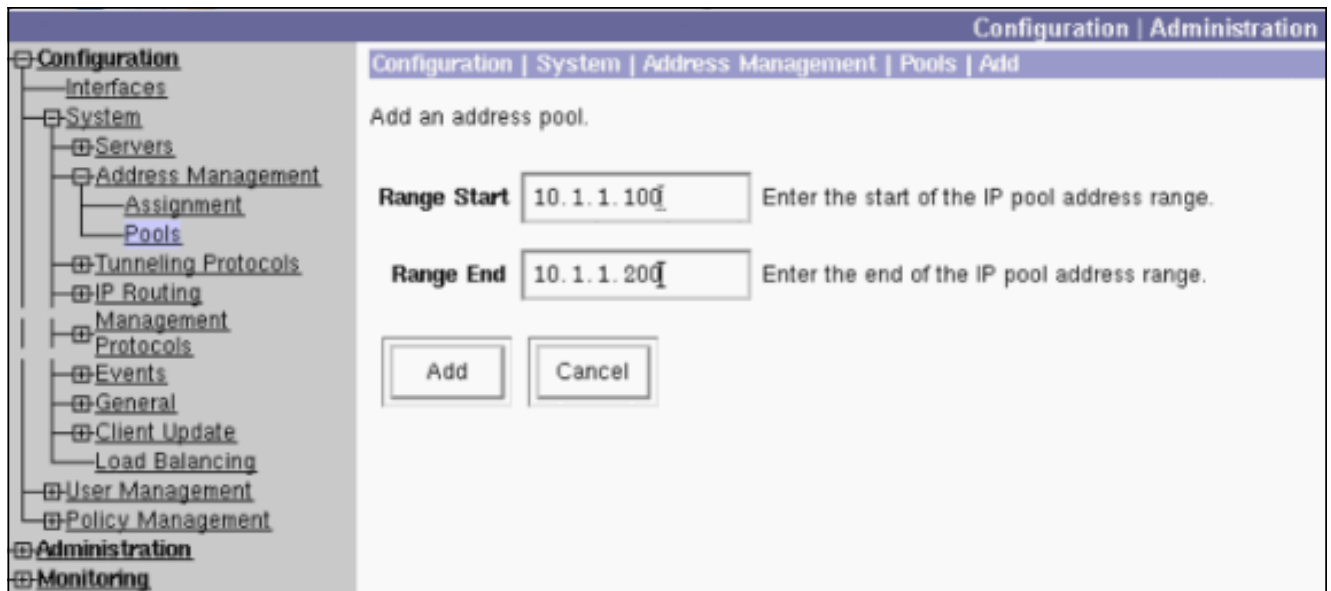 Configuration | Administration
Configuration
Interfaces
System
Servers
Address Management
Assignment
Pools
Tunneling Protocols
IP Routing
Management
Protocols
Events
General
Client Update
Load Balancing
User Management
Policy Management
Administration
Monitoring
Configuration | System | Address Management | Pools | Add
Add an address pool.
Range Start 10.1.1.100 Enter the start of the IP pool address range.
Range End 10.1.1.200 Enter the end of the IP pool address range.
Add Cancel